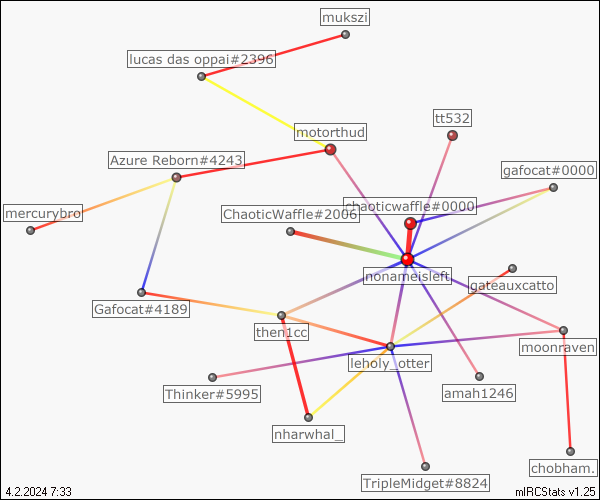 mukszi
lucas das oppai#2396
tt532
motorthud
Azure Reborn#4243
gafocat#0000
chaoticwaffle#0000
mercurybro
ChaoticWaffle#2006
nonameisleft
gateauxcatto
Gafocat#4189
then1cc
moonraven
leholy_otter
Thinker#5995
amah1246
nharwhal_
chobham.
TripleMidget#8824
4.2.2024 7:33
mIRCStats v1.25